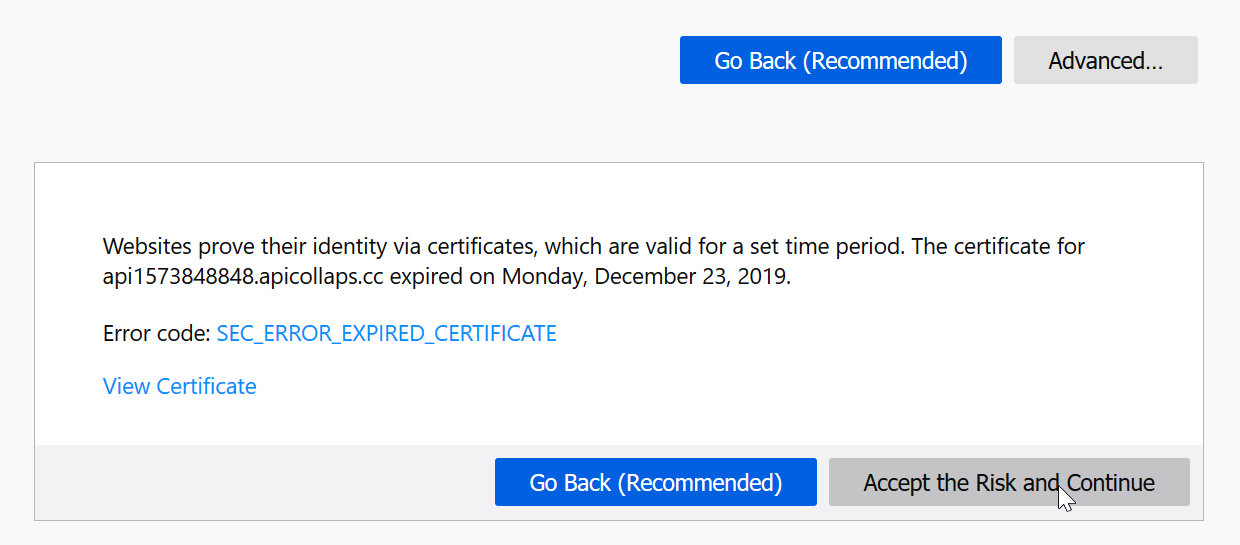 Go Back (Recommended)
Advanced...
Websites prove their identity via certificates, which are valid for a set time period. The certificate for
api1573848848.apicollaps.cc expired on Monday, December 23, 2019.
Error code: SEC_ERROR_EXPIRED_CERTIFICATE
View Certificate
Go Back (Recommended)
Accept the Risk and Continue